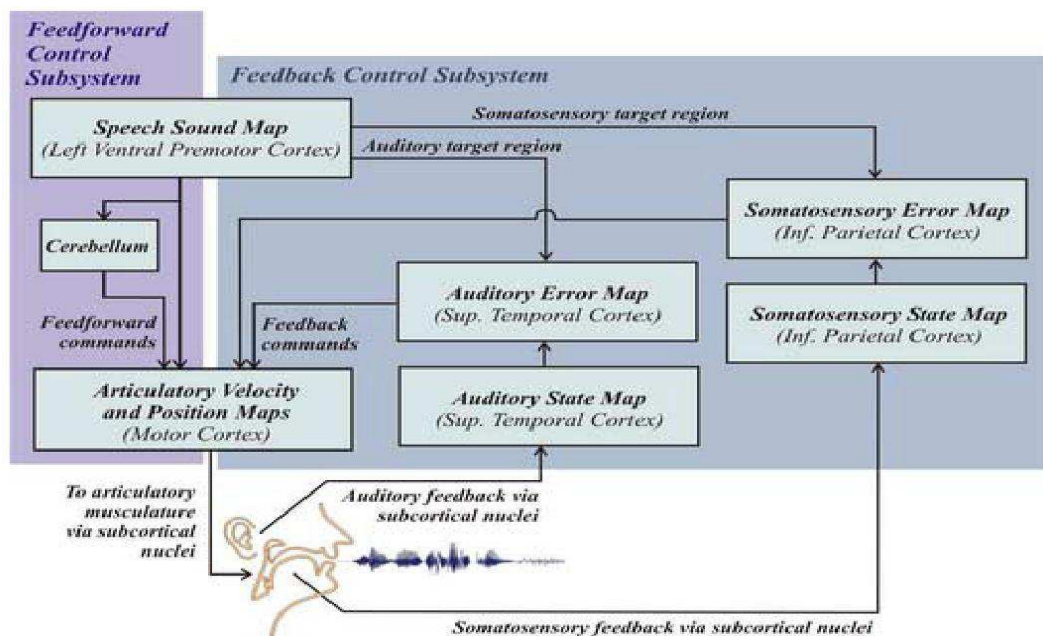 Feedforward
Control
Subsystem
Feedback Control Subsystem
Speech Sound Map
(Left Ventral Premotor Cortex)
Somatosensory target region
Auditory target region
Cerebellum
Somatosensory Error Map
(Inf. Parietal Cortex)
Auditory Error Map
(Sup. Temporal Cortex)
Somatosensory State Map
(Inf. Parietal Cortex)
Feedforward
commands
Feedback
commands
Articulatory Velocity
and Position Maps
(Motor Cortex)
Auditory State Map
(Sup. Temporal Cortex)
To articulatory
musculature
via subcortical
nuclei
Auditory feedback via
subcortical nuclei
Somatosensory feedback via subcortical nuclei